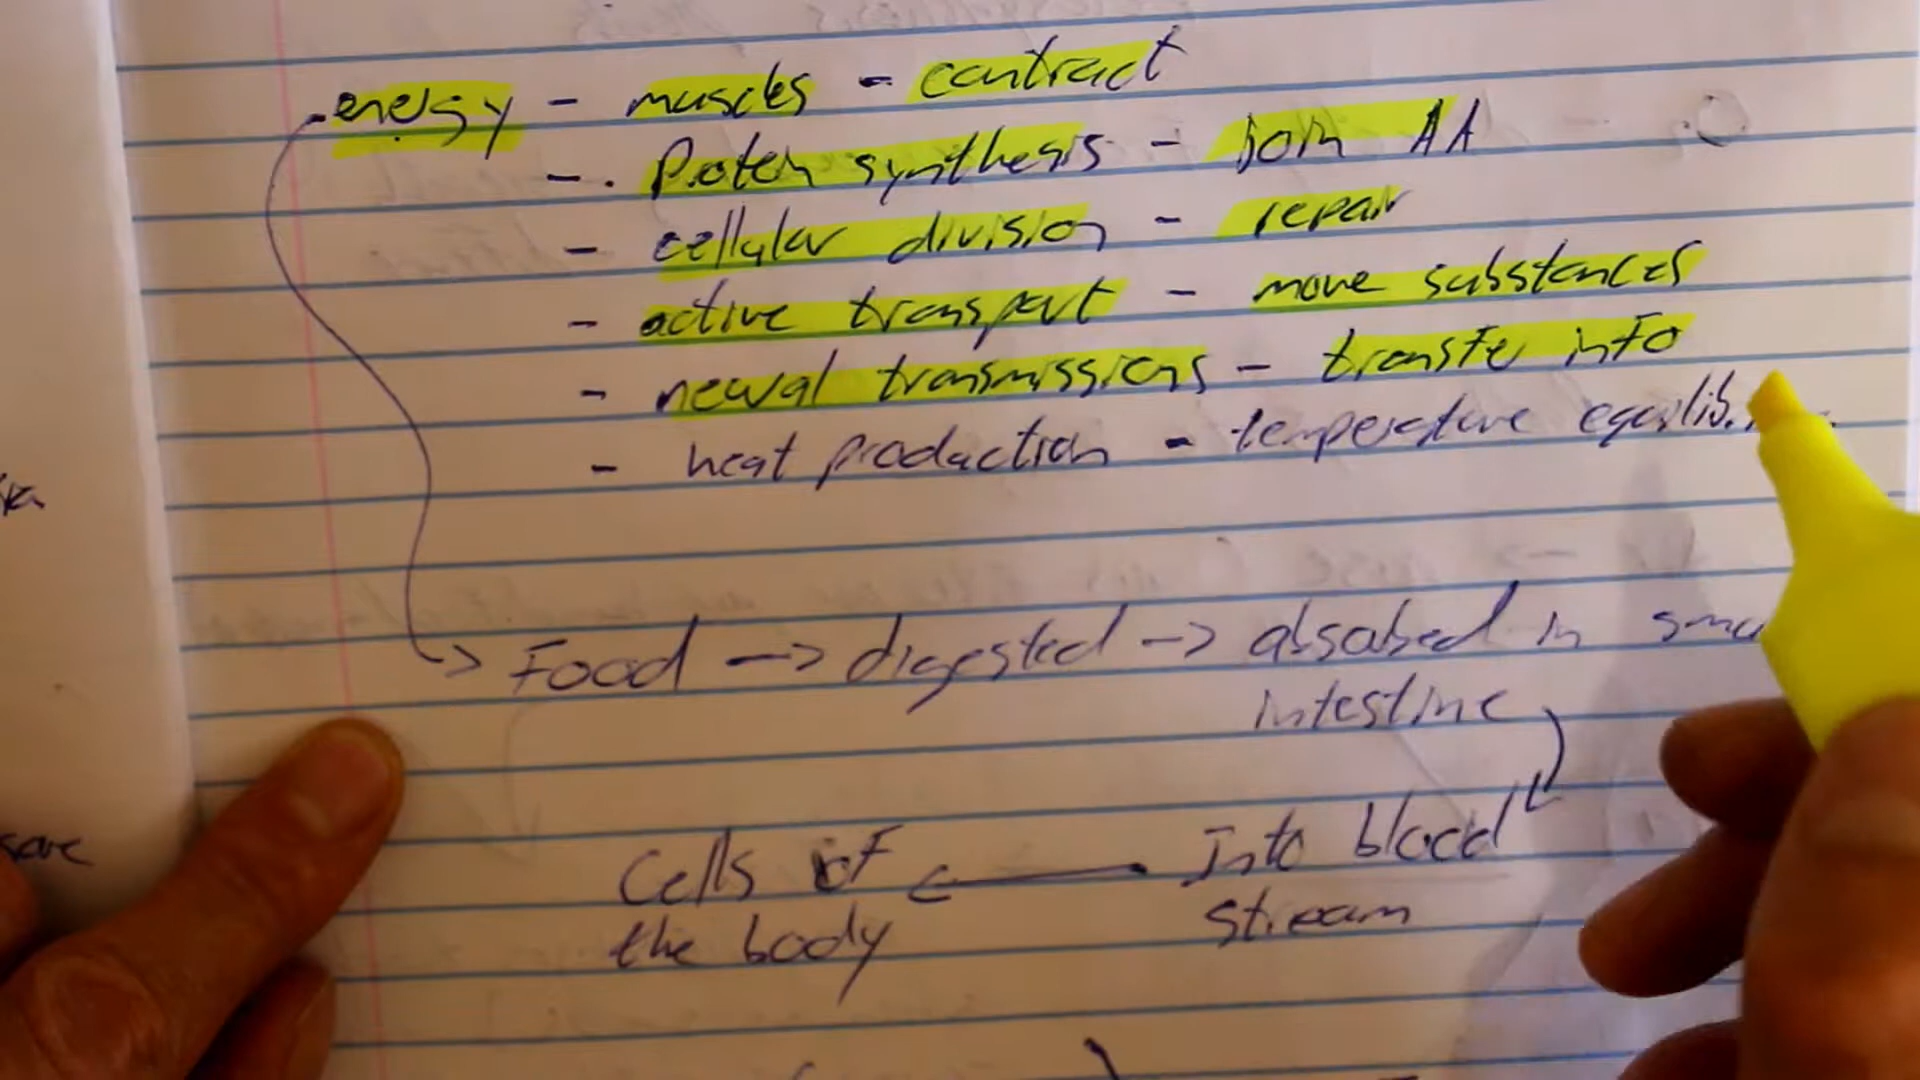 energy - muscles - contract
- Protein synthesis - join AA
- cellular division - repair
- active transport - move substances
- neural transmissions - transfer info
- heat production - temperature equilib
-> Food -> digested -> absorbed in
intestine
Cells of <- Into blood
the body stream